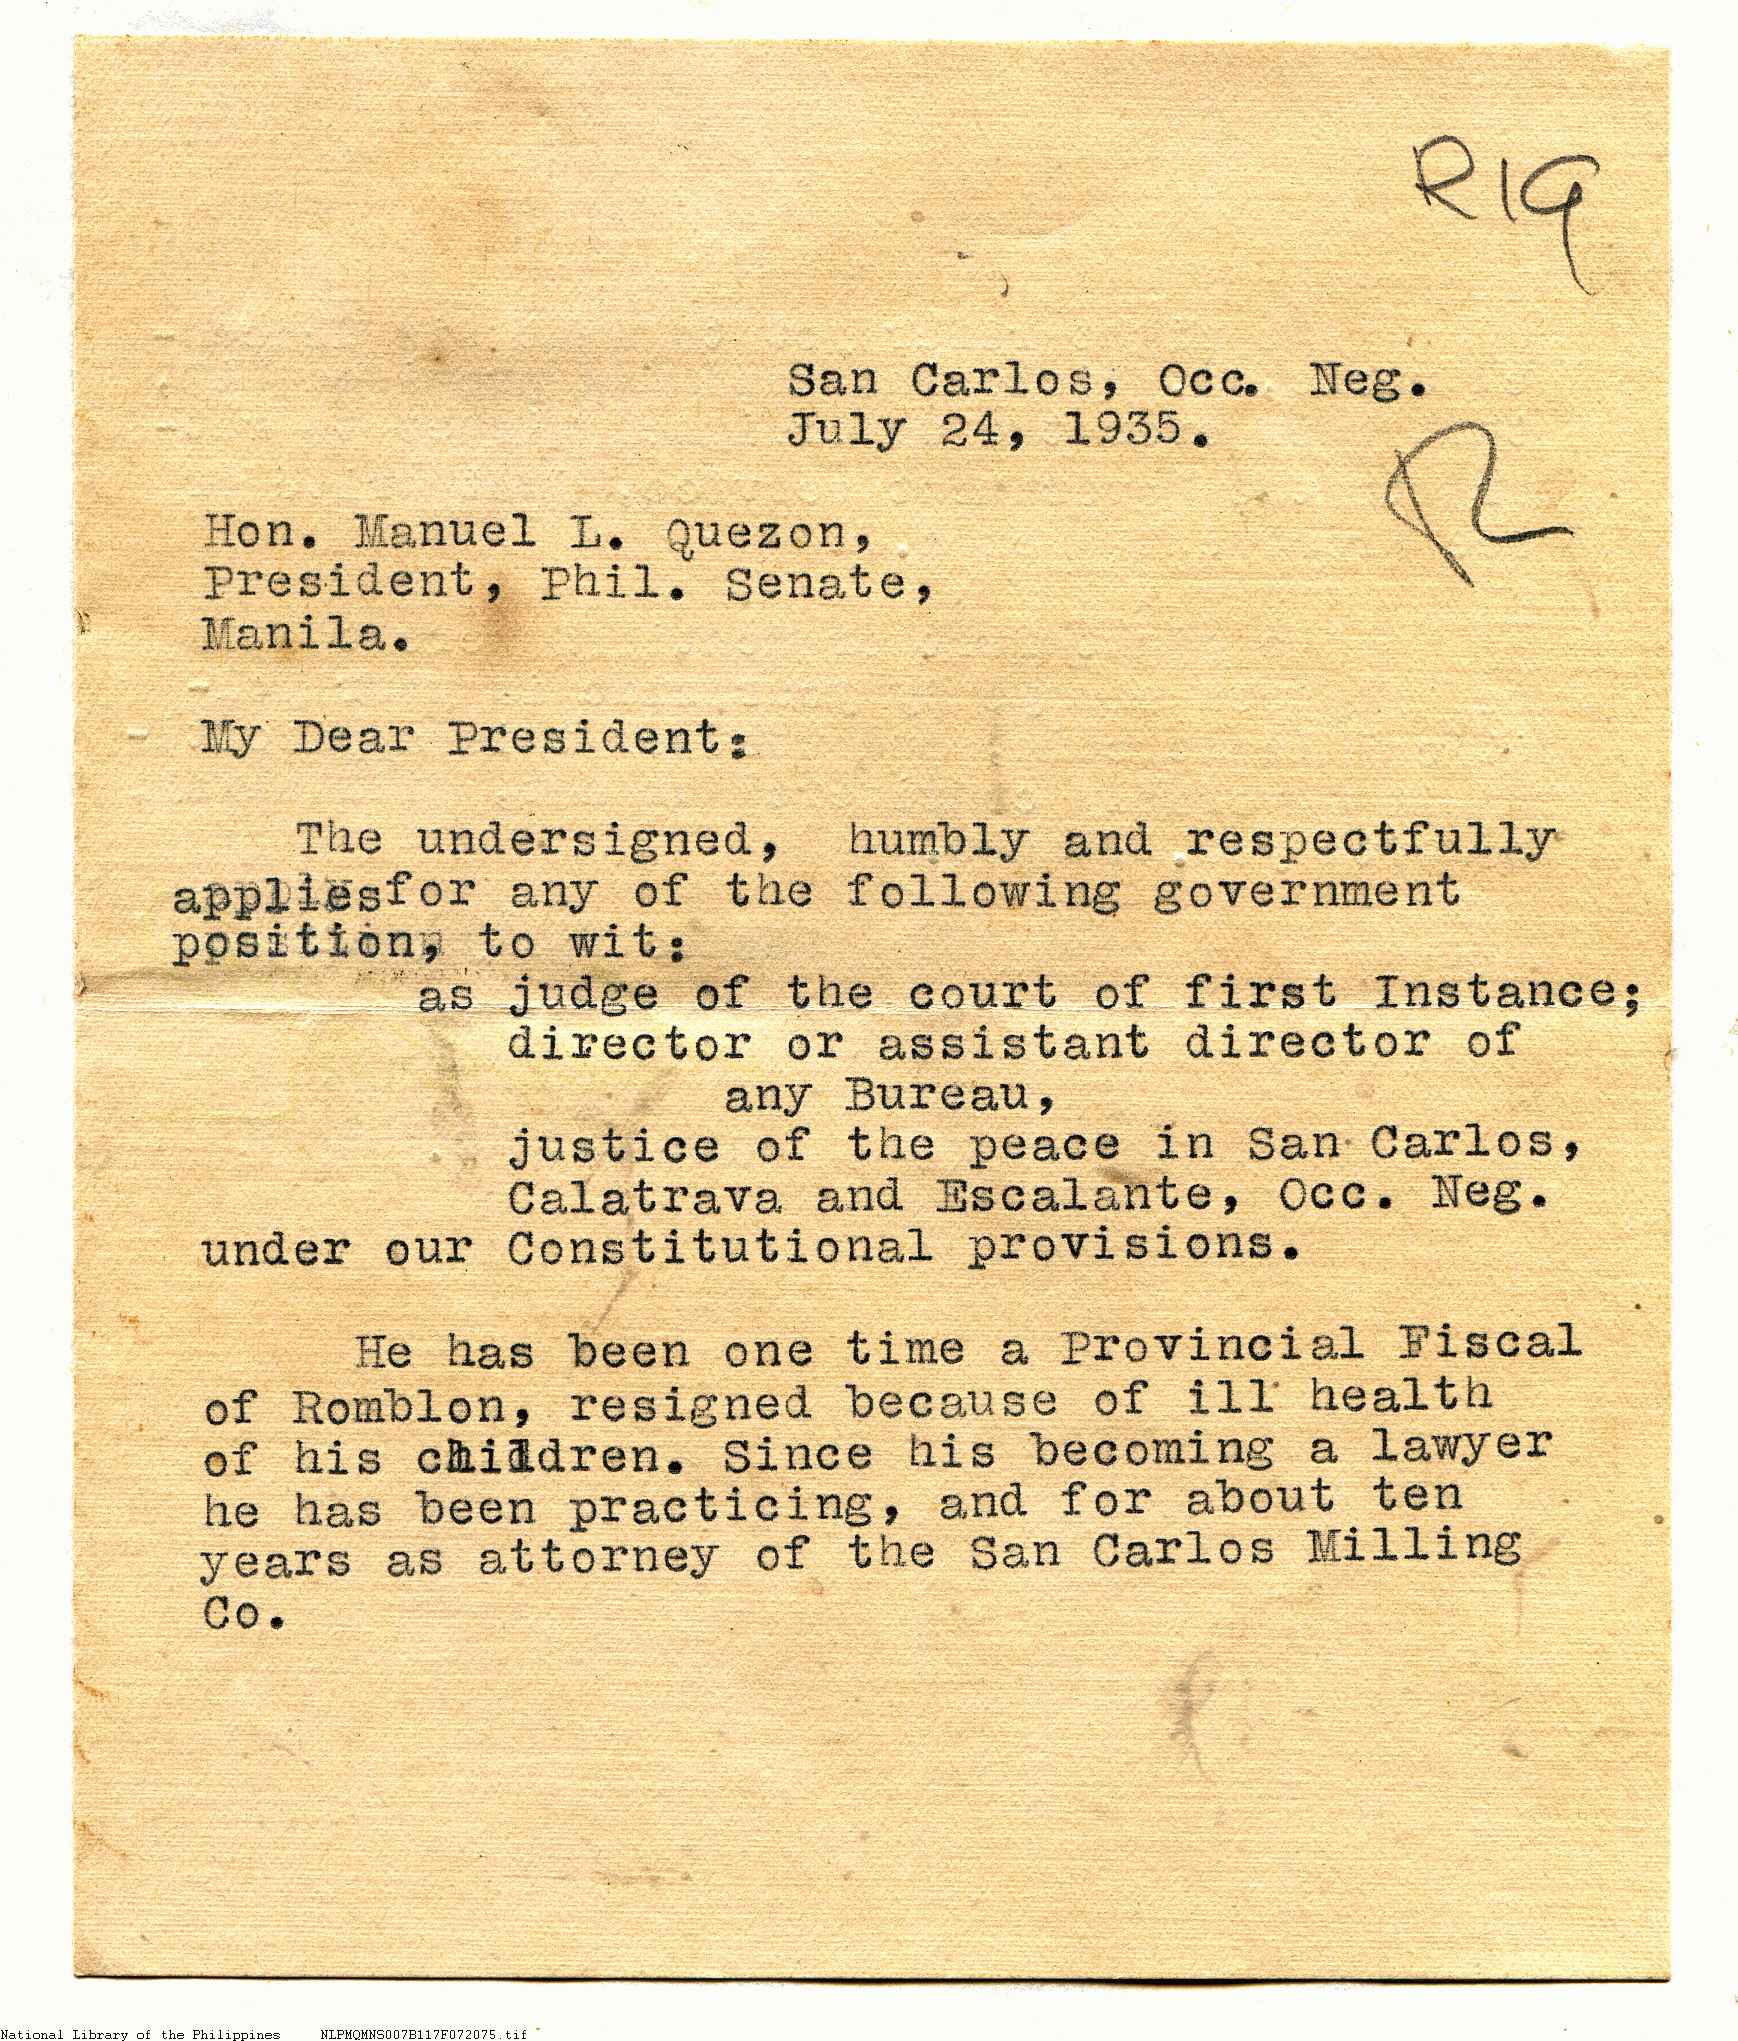 R19
San Carlos, Occ. Neg.
July 24, 1935.
R
Hon. Manuel L. Quezon,
President, Phil. Senate,
Manila.
My Dear President:
The undersigned, humbly and respectfully
applies for any of the following government
position, to wit:
as judge of the court of first Instance;
director or assistant director of
any Bureau,
justice of the peace in San Carlos,
Calatrava and Escalante, Occ. Neg.
under our Constitutional provisions.
He has been one time a Provincial Fiscal
of Romblon, resigned because of ill health
of his children. Since his becoming a lawyer
he has been practicing, and for about ten
years as attorney of the San Carlos Milling
Co.
National Library of the Philippines NLPMQMNS007B117F072075.tif